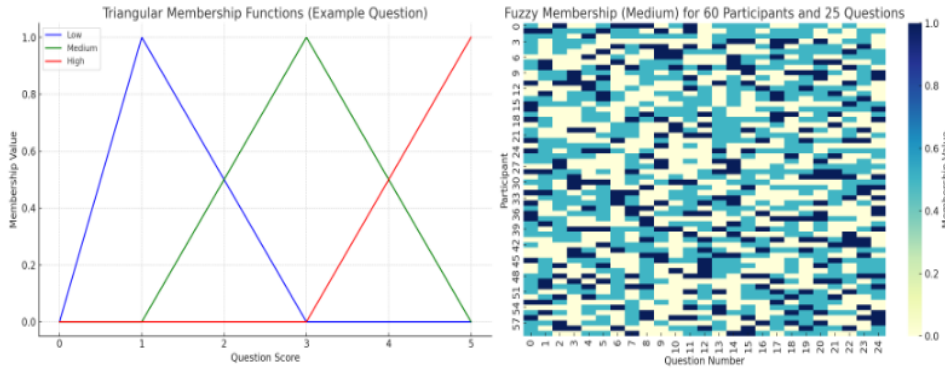 Triangular Membership Functions (Example Question)
Low
Medium
High
1.0
0.8
0.6
0.4
0.2
0.0
Membership Value
0 1 2 3 4 5
Question Score
Fuzzy Membership (Medium) for 60 Participants and 25 Questions
0
3
6
9
12
15
18
21
24
27
30
33
36
39
42
45
48
51
54
57
Participant
0 1 2 3 4 5 6 7 8 9 10 11 12 13 14 15 16 17 18 19 20 21 22 23 24
Question Number
1.0
0.8
0.6
0.4
0.2
0.0
Membership Value